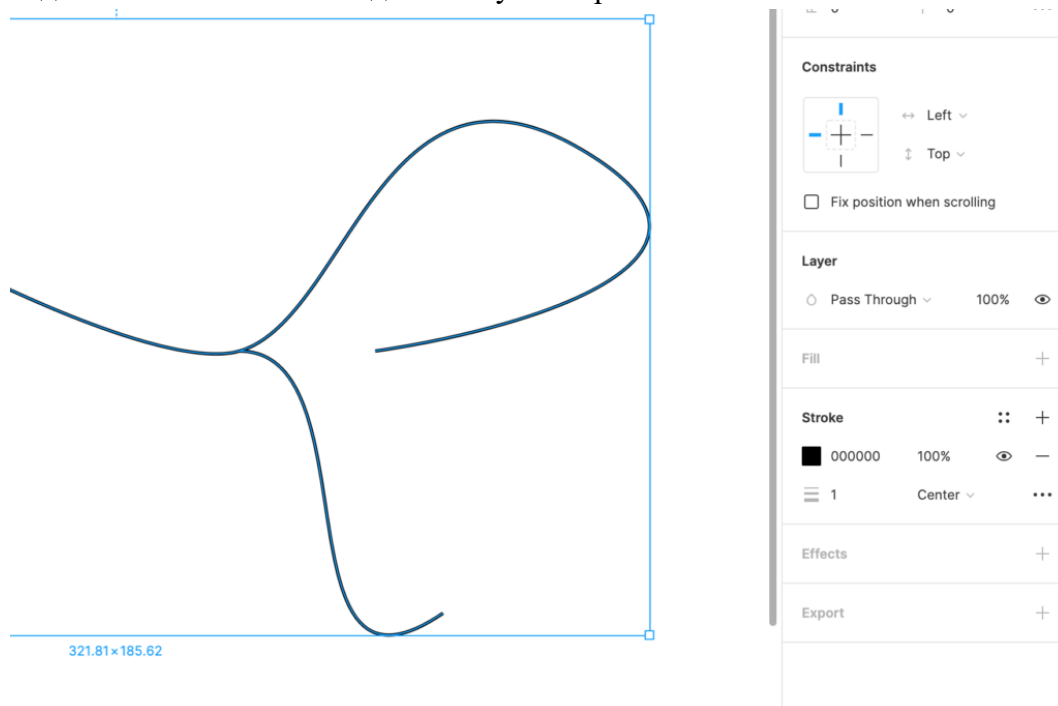 Constraints
Left
Top
Fix position when scrolling
Layer
Pass Through 100%
Fill
Stroke
000000 100%
1 Center
Effects
Export
321.81×185.62